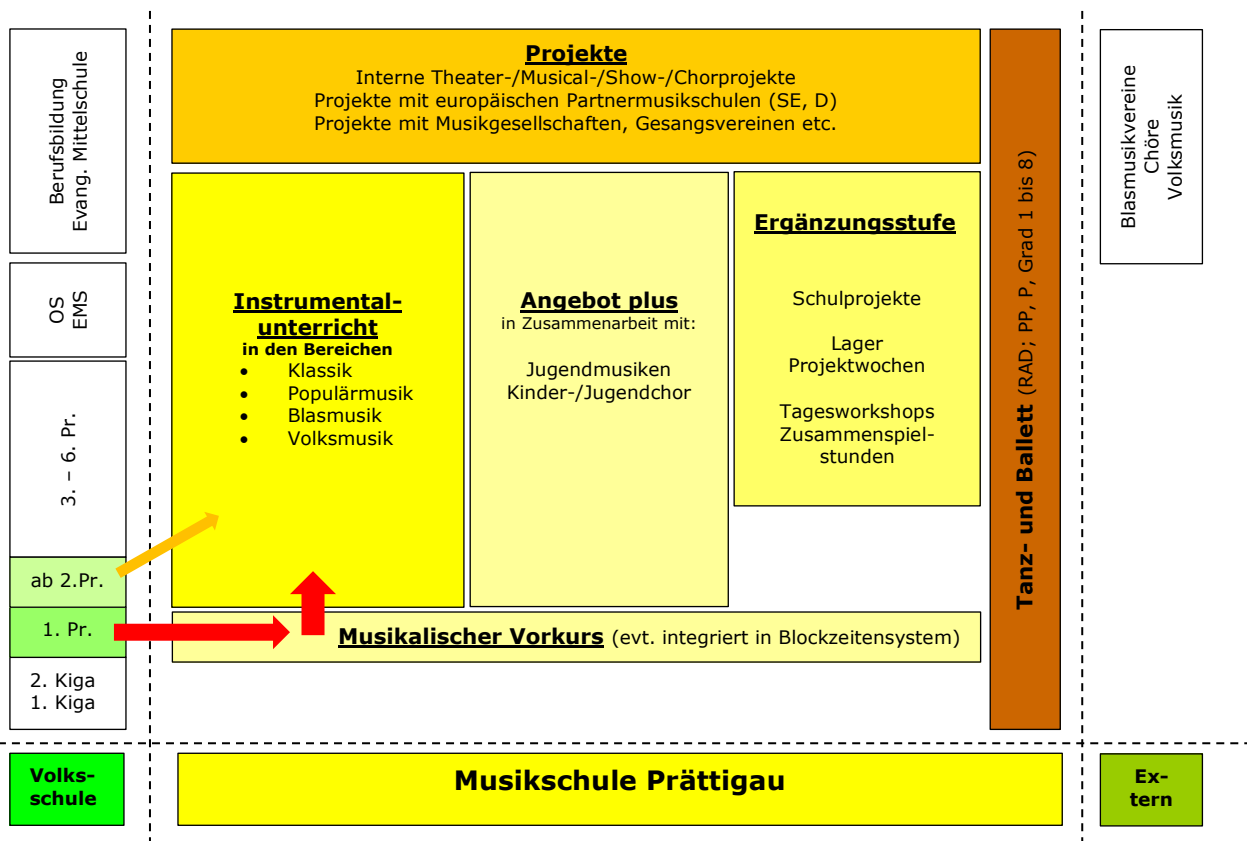 Berufsbildung
Evang. Mittelschule
OS
EMS
3. – 6. Pr.
ab 2.Pr.
1. Pr.
2. Kiga
1. Kiga
Volks-
schule
Projekte
Interne Theater-/Musical-/Show-/Chorprojekte
Projekte mit europäischen Partnermusikschulen (SE, D)
Projekte mit Musikgesellschaften, Gesangsvereinen etc.
Instrumental-
unterricht
in den Bereichen
• Klassik
• Populärmusik
• Blasmusik
• Volksmusik
Angebot plus
in Zusammenarbeit mit:
Jugendmusiken
Kinder-/Jugendchor
Ergänzungsstufe
Schulprojekte
Lager
Projektwochen
Tagesworkshops
Zusammenspiel-
stunden
Musikalischer Vorkurs (evt. integriert in Blockzeitensystem)
Tanz- und Ballett (RAD; PP, P, Grad 1 bis 8)
Musikschule Prättigau
Blasmusikvereine
Chöre
Volksmusik
Ex-
tern